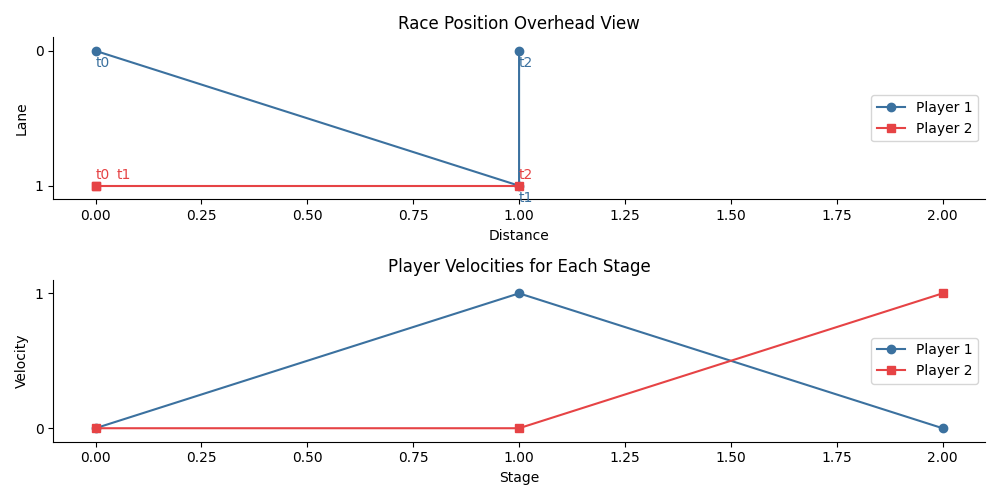 Race Position Overhead View
Lane
0
1
t0
t2
t0 t1
t2
t1
Player 1
Player 2
0.00 0.25 0.50 0.75 1.00 1.25 1.50 1.75 2.00
Distance
Player Velocities for Each Stage
Velocity
1
0
Player 1
Player 2
0.00 0.25 0.50 0.75 1.00 1.25 1.50 1.75 2.00
Stage